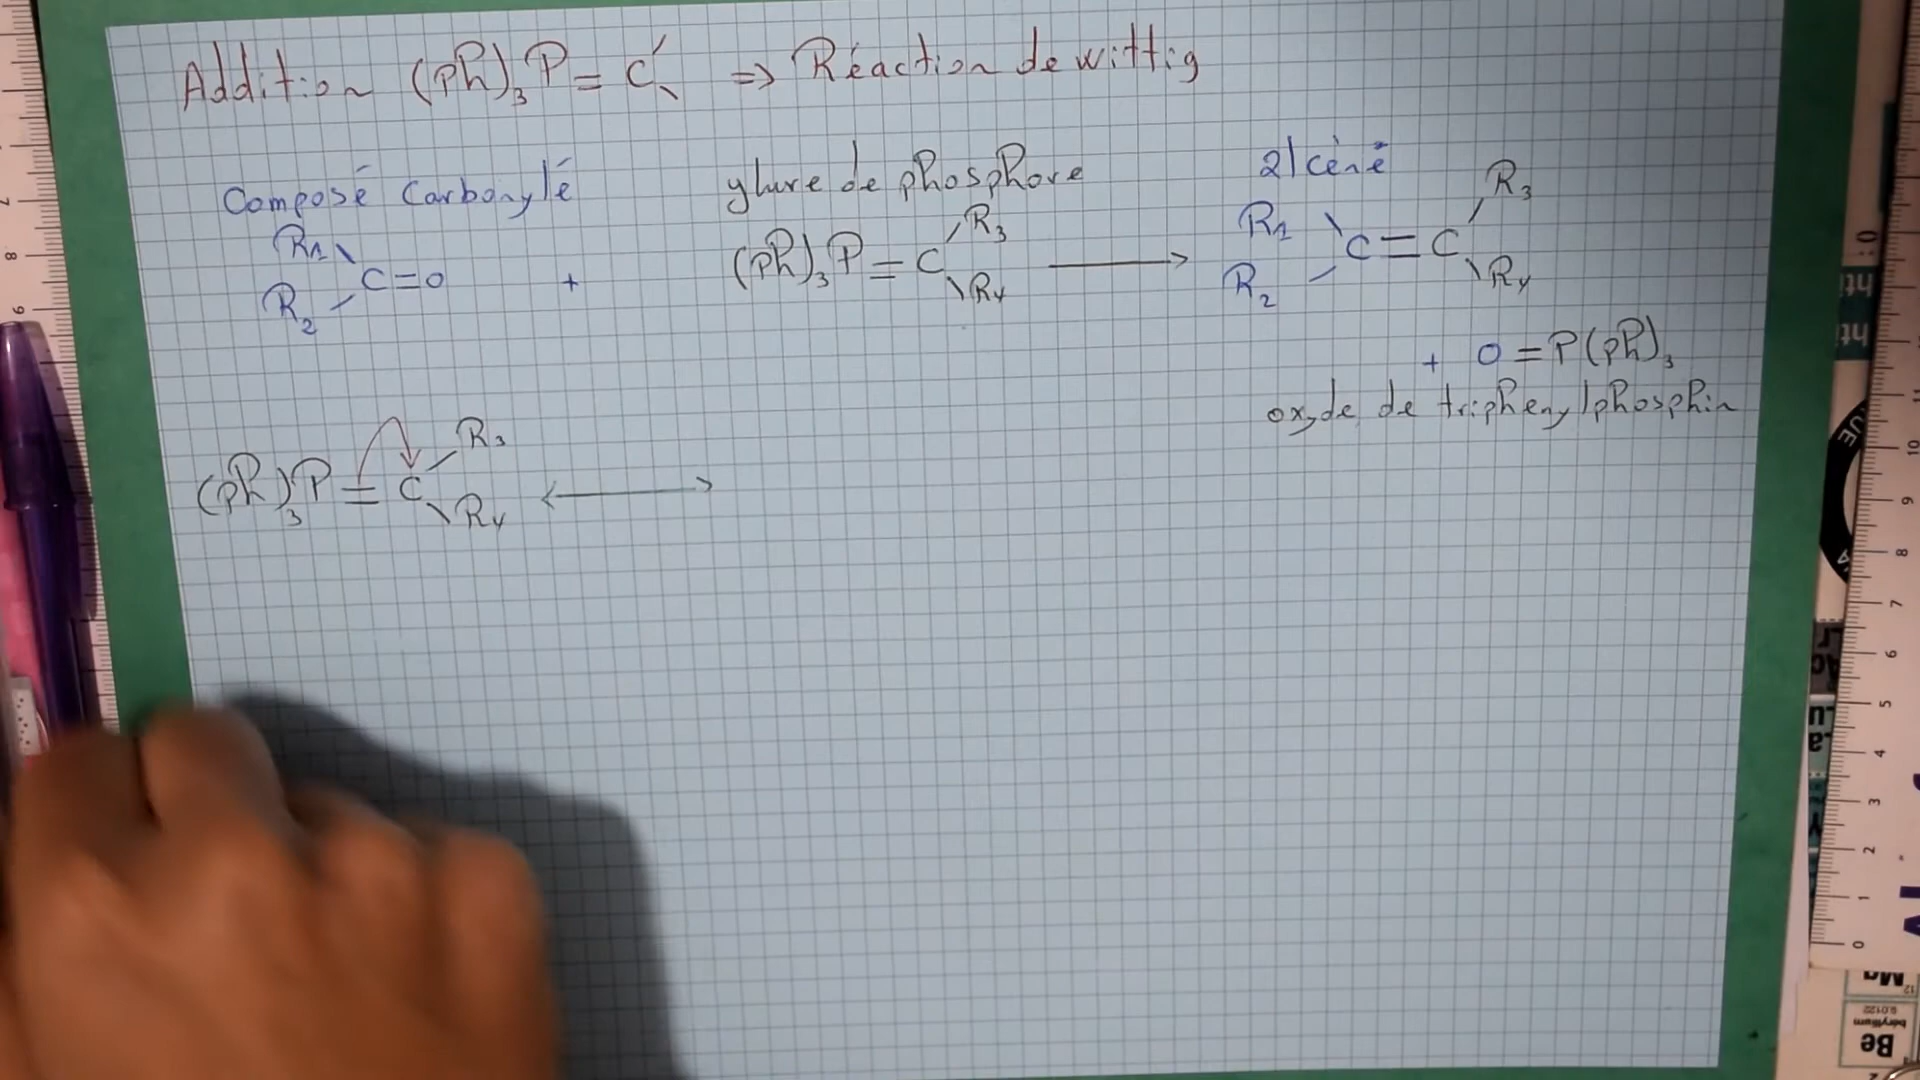 Addition (ph)3P = C => Réaction de wittig
Composé Carbonylé
ylure de phosphore
alcène
R1
R2
C=O
+
(ph)3P=C
R3
R4
R1
R2
C=C
R3
R4
+ O=P(ph)3
oxyde de triphenylphosphin
(ph)3P=C
R3
R4
Be